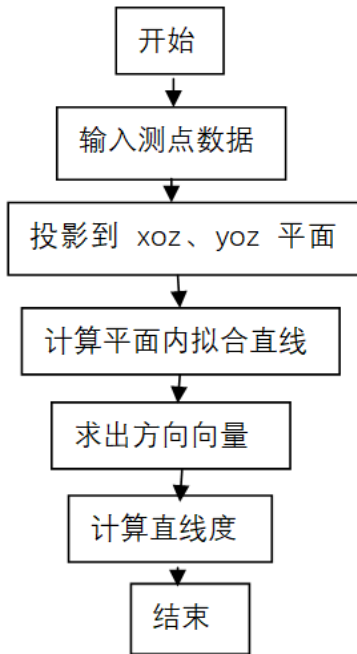 开始
输入测点数据
投影到 xoz、yoz 平面
计算平面内拟合直线
求出方向向量
计算直线度
结束